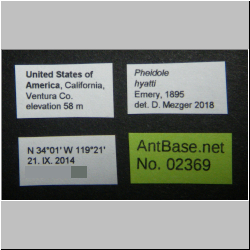 United States of
America, California,
Ventura Co.
elevation 58 m
Pheidole
hyatti
Emery, 1895
det. D. Mezger 2018
N 34°01' W 119°21'
21. IX. 2014
AntBase.net
No. 02369